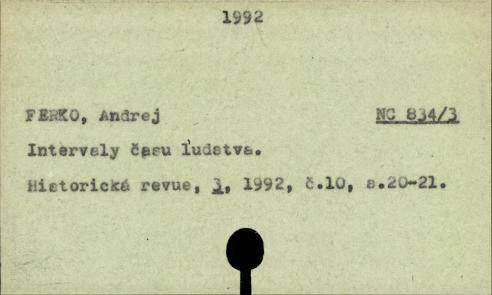 1992
FERKO, Andrej NC 834/3
Intervaly času ľudstva.
Historická revue, 3, 1992, č.10, s.20-21.